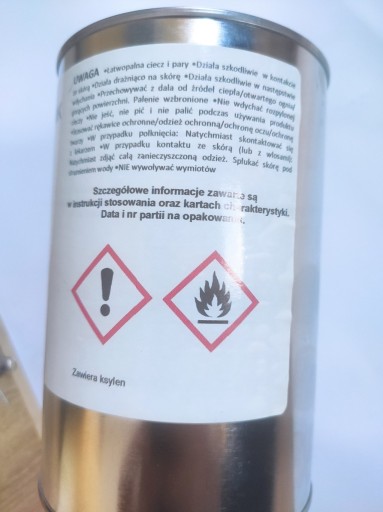 UWAGA •Łatwopalna ciecz i pary •Działa szkodliwie w kontakcie
ze skórą •Działa drażniąco na skórę •Działa szkodliwie w następstwie
wdychania •Przechowywać z dala od źródeł ciepła/otwartego ognia/
gorących powierzchni. Palenie wzbronione •Nie wdychać rozpylonej
cieczy •Nie jeść, nie pić i nie palić podczas używania produktu
•Stosować rękawice ochronne/odzież ochronną/ochronę oczu/ochronę
twarzy •W przypadku połknięcia: Natychmiast skontaktować się
z lekarzem •W przypadku kontaktu ze skórą (lub z włosami):
Natychmiast zdjąć całą zanieczyszczoną odzież. Spłukać skórę pod
strumieniem wody •NIE wywoływać wymiotów
Szczegółowe informacje zawarte są
w instrukcji stosowania oraz kartach charakterystyki.
Data i nr partii na opakowaniu.
Zawiera ksylen